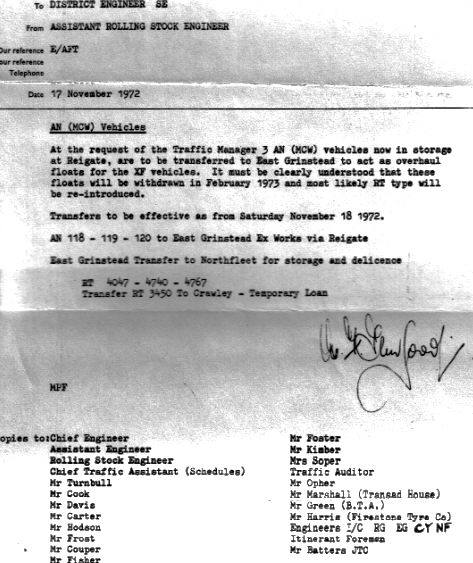 To DISTRICT ENGINEER SE
From ASSISTANT ROLLING STOCK ENGINEER
Our reference E/AFT
our reference
Telephone
Date 17 November 1972
AN (MCW) Vehicles
At the request of the Traffic Manager 3 AN (MCW) vehicles now in storage
at Reigate, are to be transferred to East Grinstead to act as overhaul
floats for the XF vehicles. It must be clearly understood that these
floats will be withdrawn in February 1973 and most likely RT type will
be re-introduced.
Transfers to be effective as from Saturday November 18 1972.
AN 118 - 119 - 120 to East Grinstead Ex Works via Reigate
East Grinstead Transfer to Northfleet for storage and delicence
RT 4047 - 4740 - 4767
Transfer RT 3450 To Crawley - Temporary Loan
MPF
opies to:Chief Engineer
Assistant Engineer
Rolling Stock Engineer
Chief Traffic Assistant (Schedules)
Mr Turnbull
Mr Cook
Mr Davis
Mr Carter
Mr Hodson
Mr Frost
Mr Couper
Mr Fisher
Mr Foster
Mr Kimber
Mrs Soper
Traffic Auditor
Mr Opher
Mr Marshall (Transad House)
Mr Green (B.T.A.)
Mr Harris (Firestone Tyre Co)
Engineers I/C RG EG CY NF
Itinerant Foremen
Mr Batters JTC